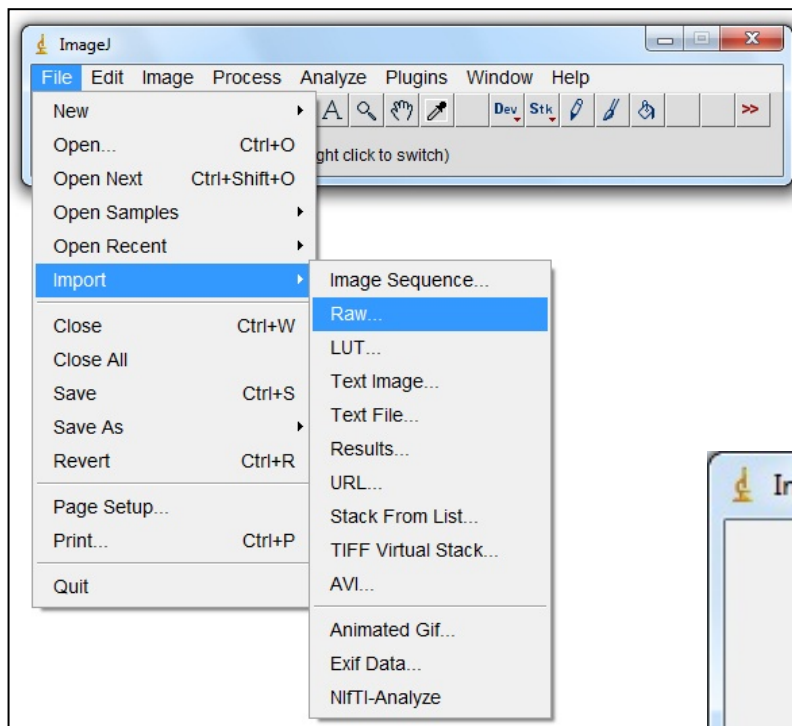 ImageJ
File Edit Image Process Analyze Plugins Window Help
A Dev Stk >>
ght click to switch)
New
Open... Ctrl+O
Open Next Ctrl+Shift+O
Open Samples
Open Recent
Import
Close Ctrl+W
Close All
Save Ctrl+S
Save As
Revert Ctrl+R
Page Setup...
Print... Ctrl+P
Quit
Image Sequence...
Raw...
LUT...
Text Image...
Text File...
Results...
URL...
Stack From List...
TIFF Virtual Stack...
AVI...
Animated Gif...
Exif Data...
NIfTI-Analyze